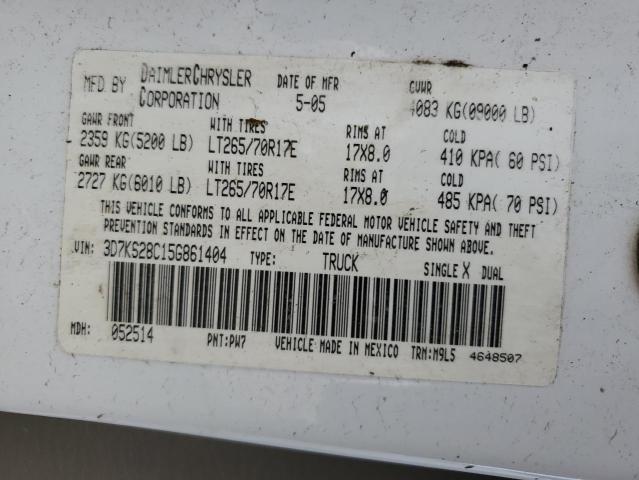 MFD BY DAIMLERCHRYSLER CORPORATION DATE OF MFR 5-05 GVWR 4083 KG(09000 LB)
GAWR FRONT WITH TIRES RIMS AT COLD
2359 KG(5200 LB) LT265/70R17E 17X8.0 410 KPA( 60 PSI)
GAWR REAR WITH TIRES RIMS AT COLD
2727 KG(6010 LB) LT265/70R17E 17X8.0 485 KPA( 70 PSI)
THIS VEHICLE CONFORMS TO ALL APPLICABLE FEDERAL MOTOR VEHICLE SAFETY AND THEFT
PREVENTION STANDARDS IN EFFECT ON THE DATE OF MANUFACTURE SHOWN ABOVE.
VIN: 3D7KS28C15G861404 TYPE: TRUCK SINGLE X DUAL
MDH: 052514 PNT:PW7 VEHICLE MADE IN MEXICO TRM:M9L5 4648507